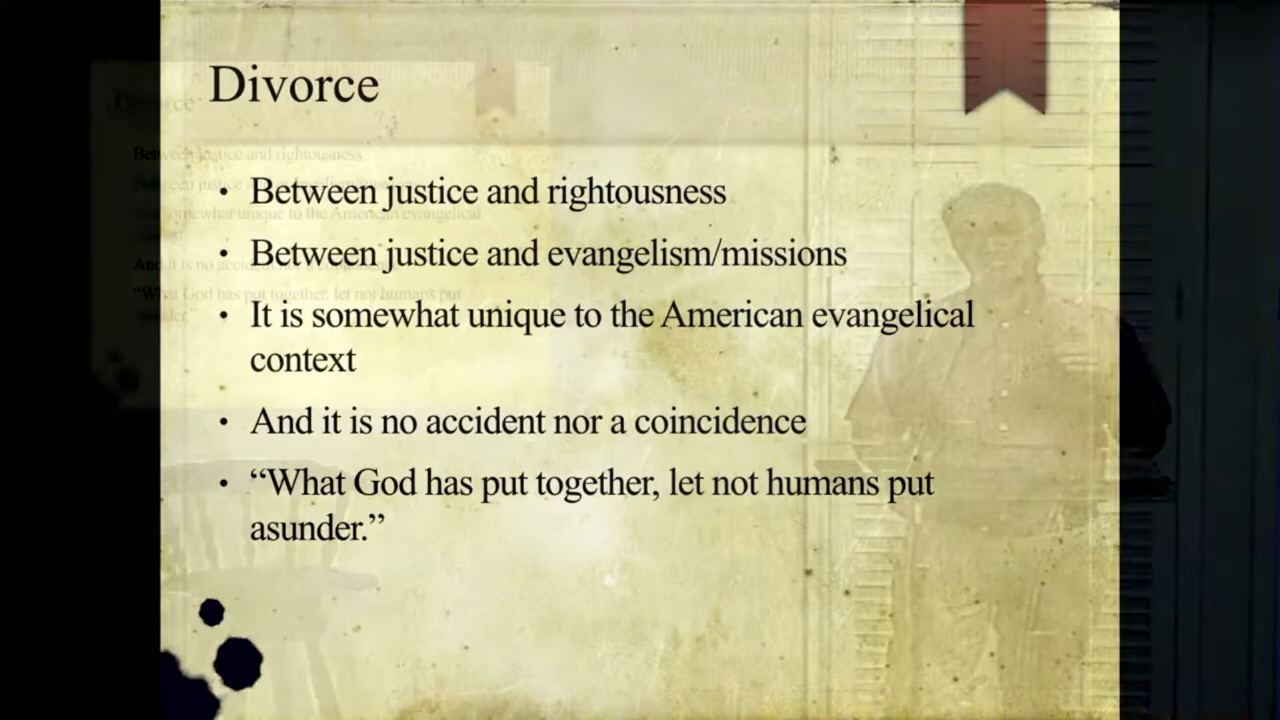 Divorce
• Between justice and rightousness
• Between justice and evangelism/missions
• It is somewhat unique to the American evangelical
context
• And it is no accident nor a coincidence
• “What God has put together, let not humans put
asunder.”